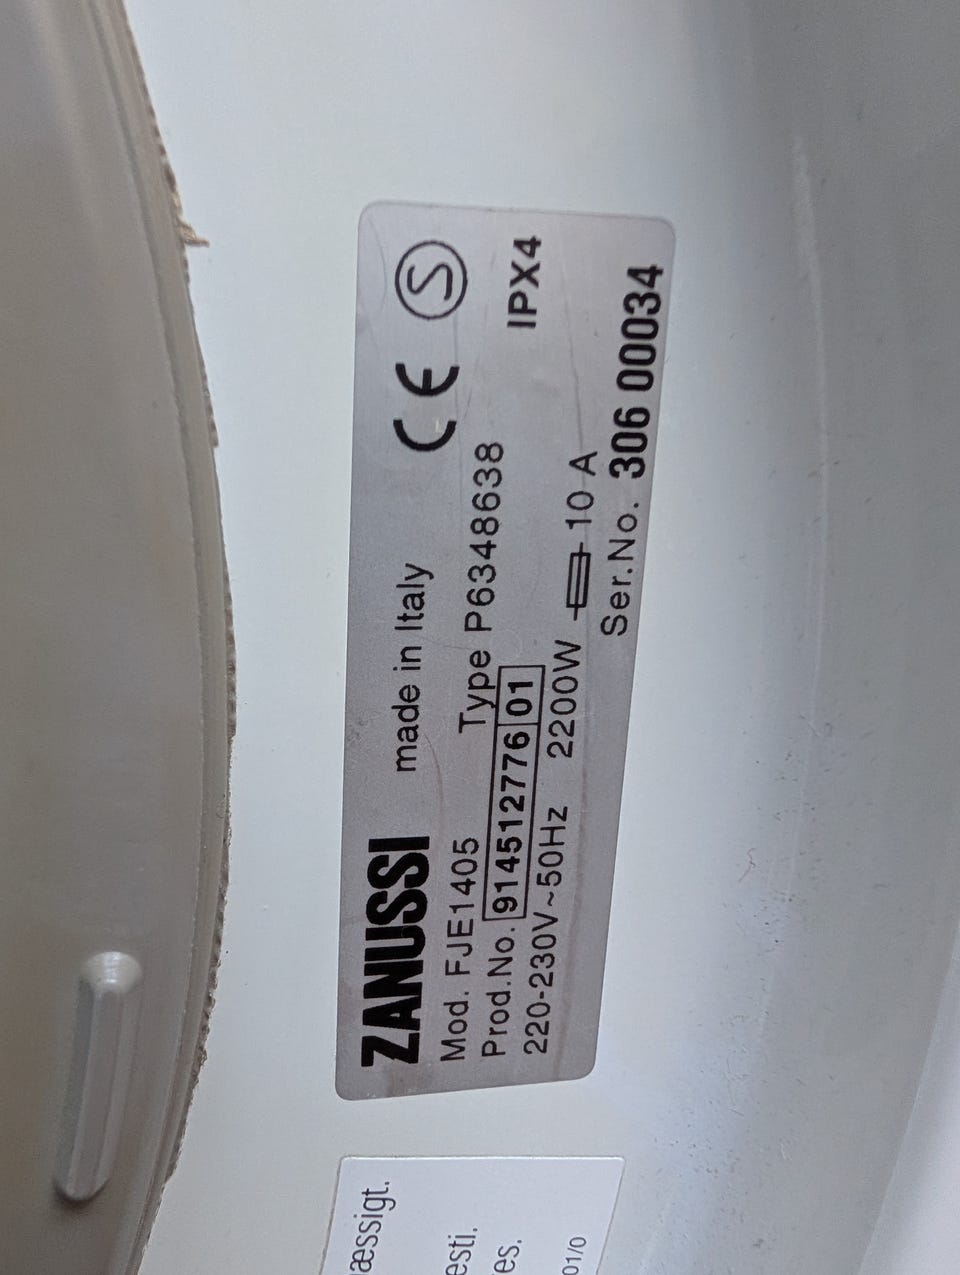 ZANUSSI made in Italy CE S
Mod. FJE1405 Type P6348638
Prod.No. 914512776 01 IPX4
220-230V~50Hz 2200W 10 A
Ser.No. 306 00034
æssigt.
esti.
es.
01/0